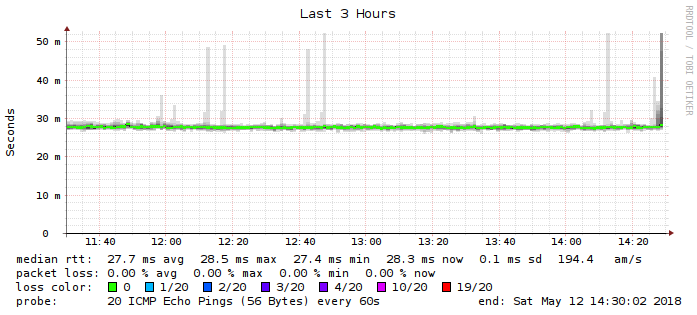 Last 3 Hours
RRDTOOL / TOBI OETIKER
Seconds
50 m
40 m
30 m
20 m
10 m
0
11:40 12:00 12:20 12:40 13:00 13:20 13:40 14:00 14:20
median rtt: 27.7 ms avg 28.5 ms max 27.4 ms min 28.3 ms now 0.1 ms sd 194.4 am/s
packet loss: 0.00 % avg 0.00 % max 0.00 % min 0.00 % now
loss color: 0 1/20 2/20 3/20 4/20 10/20 19/20
probe: 20 ICMP Echo Pings (56 Bytes) every 60s end: Sat May 12 14:30:02 2018